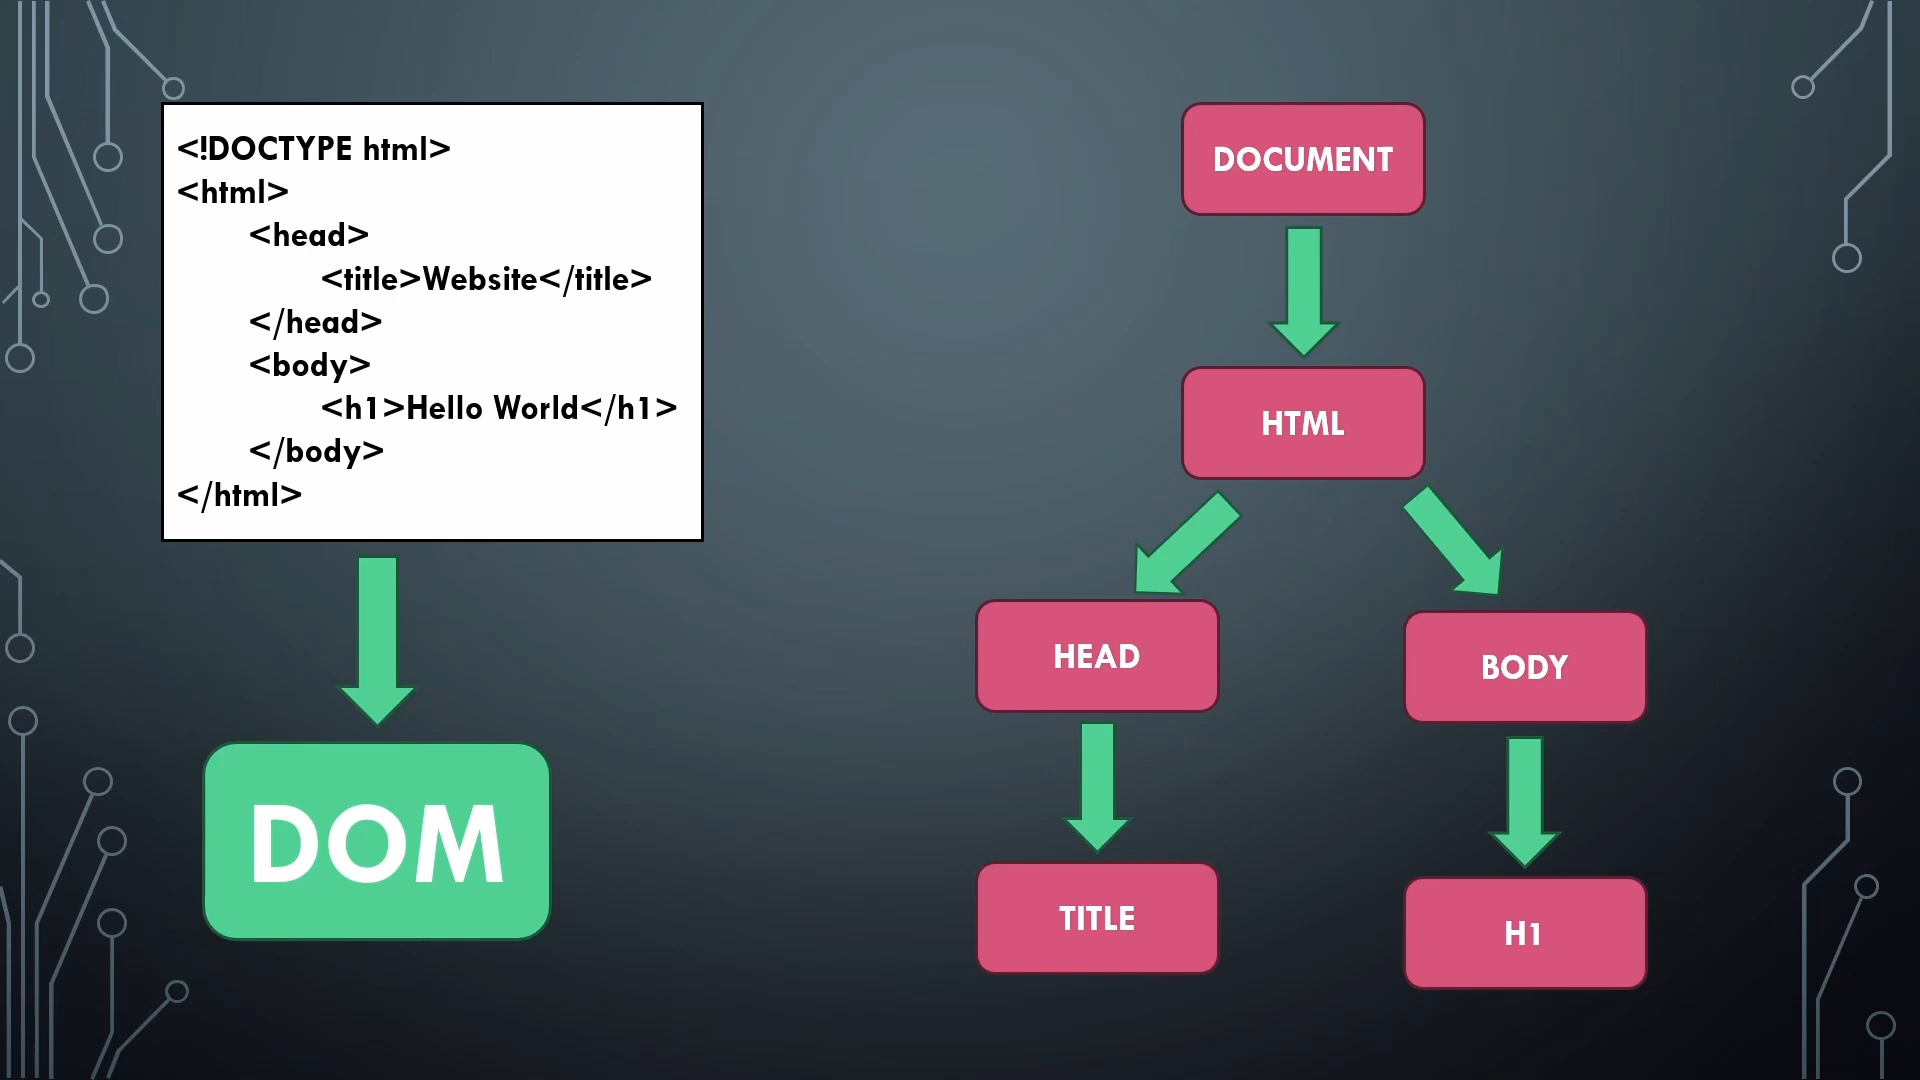 <!DOCTYPE html>
<html>
<head>
<title>Website</title>
</head>
<body>
<h1>Hello World</h1>
</body>
</html>
DOM
DOCUMENT
HTML
HEAD
BODY
TITLE
H1